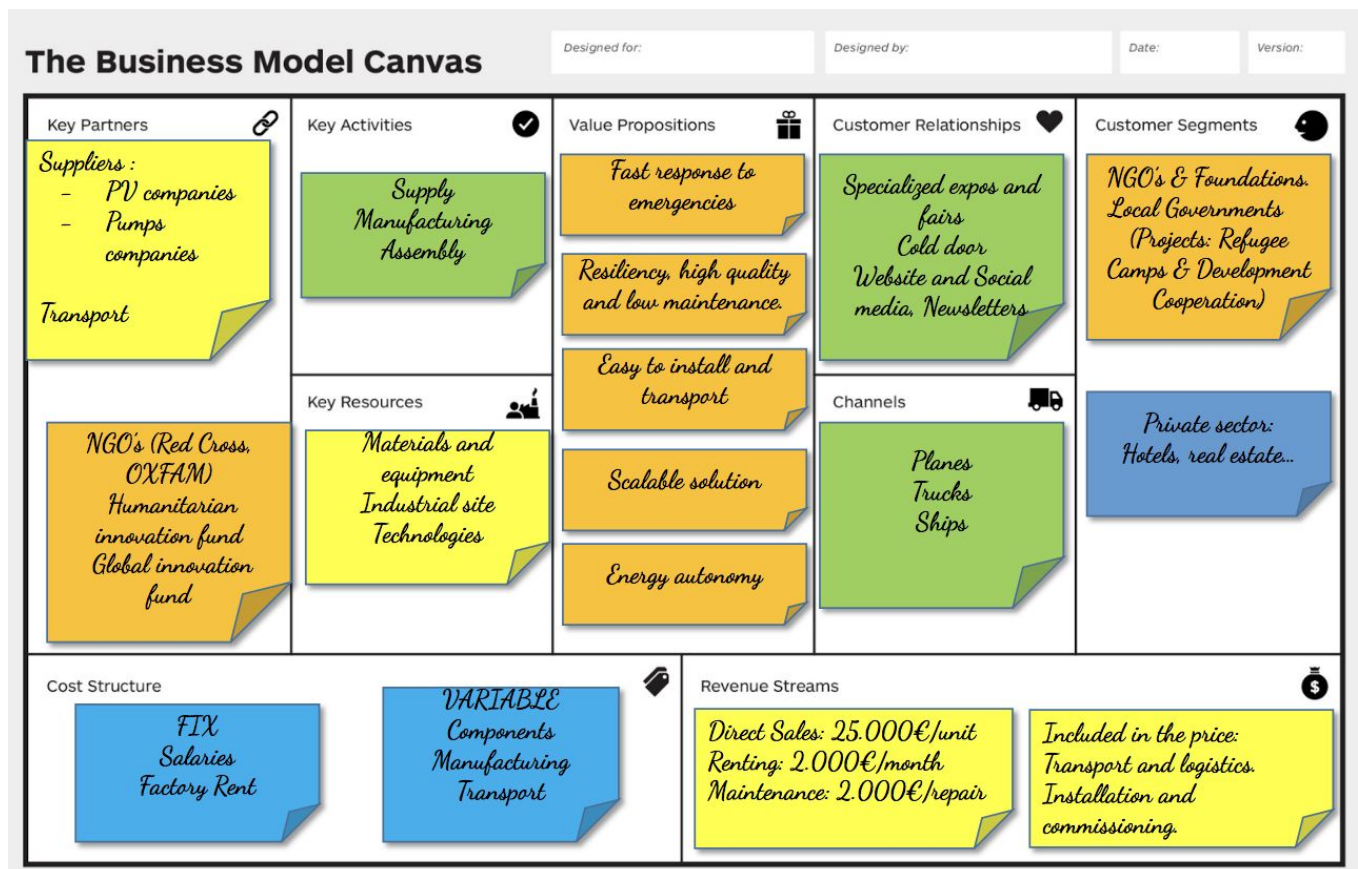 The Business Model Canvas
Designed for:
Designed by:
Date:
Version:
Key Partners
Suppliers :
- PV companies
- Pumps
companies
Transport
NGO's (Red Cross,
OXFAM)
Humanitarian
innovation fund
Global innovation
fund
Key Activities
Supply
Manufacturing
Assembly
Key Resources
Materials and
equipment
Industrial site
Technologies
Value Propositions
Fast response to
emergencies
Resiliency, high quality
and low maintenance.
Easy to install and
transport
Scalable solution
Energy autonomy
Customer Relationships
Specialized expos and
fairs
Cold door
Website and Social
media, Newsletters
Channels
Planes
Trucks
Ships
Customer Segments
NGO's & Foundations.
Local Governments
(Projects: Refugee
Camps & Development
Cooperation)
Private sector:
Hotels, real estate...
Cost Structure
FIX
Salaries
Factory Rent
VARIABLE
Components
Manufacturing
Transport
Revenue Streams
Direct Sales: 25.000€/unit
Renting: 2.000€/month
Maintenance: 2.000€/repair
Included in the price:
Transport and logistics.
Installation and
commissioning.